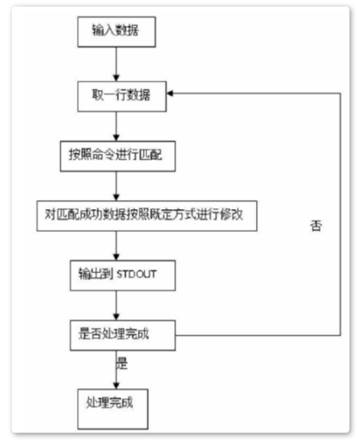 输入数据
取一行数据
按照命令进行匹配
对匹配成功数据按照既定方式进行修改
否
输出到 STDOUT
是否处理完成
是
处理完成